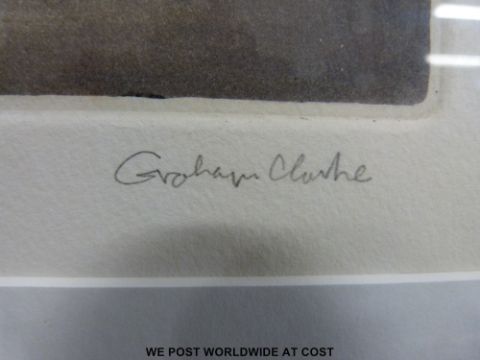 Graham Clarke
WE POST WORLDWIDE AT COST